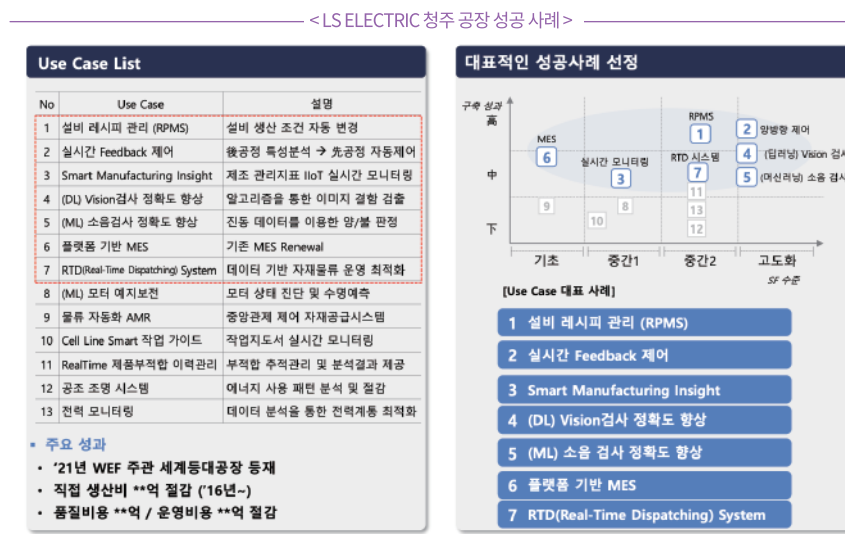 < LS ELECTRIC 청주 공장 성공 사례 >
Use Case List
No Use Case 설명
1 설비 레시피 관리 (RPMS) 설비 생산 조건 자동 변경
2 실시간 Feedback 제어 後공정 특성분석 → 先공정 자동제어
3 Smart Manufacturing Insight 제조 관리지표 IIoT 실시간 모니터링
4 (DL) Vision검사 정확도 향상 알고리즘을 통한 이미지 결함 검출
5 (ML) 소음검사 정확도 향상 진동 데이터를 이용한 양/불 판정
6 플랫폼 기반 MES 기존 MES Renewal
7 RTD(Real-Time Dispatching) System 데이터 기반 자재물류 운영 최적화
8 (ML) 모터 예지보전 모터 상태 진단 및 수명예측
9 물류 자동화 AMR 중앙관제 제어 자재공급시스템
10 Cell Line Smart 작업 가이드 작업지도서 실시간 모니터링
11 RealTime 제품부적합 이력관리 부적합 추적관리 및 분석결과 제공
12 공조 조명 시스템 에너지 사용 패턴 분석 및 절감
13 전력 모니터링 데이터 분석을 통한 전력계통 최적화
▪ 주요 성과
• ‘21년 WEF 주관 세계등대공장 등재
• 직접 생산비 **억 절감 (’16년~)
• 품질비용 **억 / 운영비용 **억 절감
대표적인 성공사례 선정
구축 성과
高
中
下
MES
6
실시간 모니터링
3
RPMS
1
RTD 시스템
7
2 양방향 제어
4 (딥러닝) Vision 검사
5 (머신러닝) 소음 검사
9
10
8
11
13
12
기초 중간1 중간2 고도화
SF 수준
[Use Case 대표 사례]
1 설비 레시피 관리 (RPMS)
2 실시간 Feedback 제어
3 Smart Manufacturing Insight
4 (DL) Vision검사 정확도 향상
5 (ML) 소음 검사 정확도 향상
6 플랫폼 기반 MES
7 RTD(Real-Time Dispatching) System